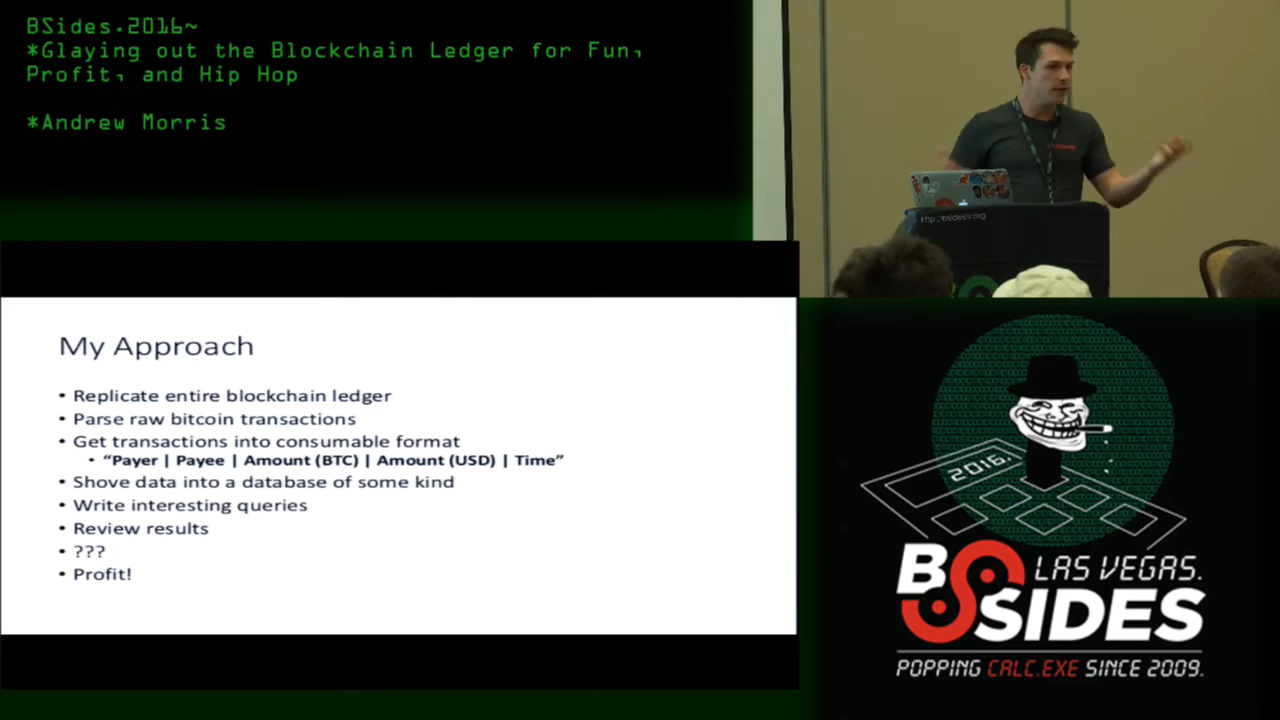 BSides.2016~
*Glaying out the Blockchain Ledger for Fun,
Profit, and Hip Hop
*Andrew Morris
http://bsideslv.org
My Approach
• Replicate entire blockchain ledger
• Parse raw bitcoin transactions
• Get transactions into consumable format
• “Payer | Payee | Amount (BTC) | Amount (USD) | Time”
• Shove data into a database of some kind
• Write interesting queries
• Review results
• ???
• Profit!
2016.
BSIDES LAS VEGAS.
POPPING CALC.EXE SINCE 2009.